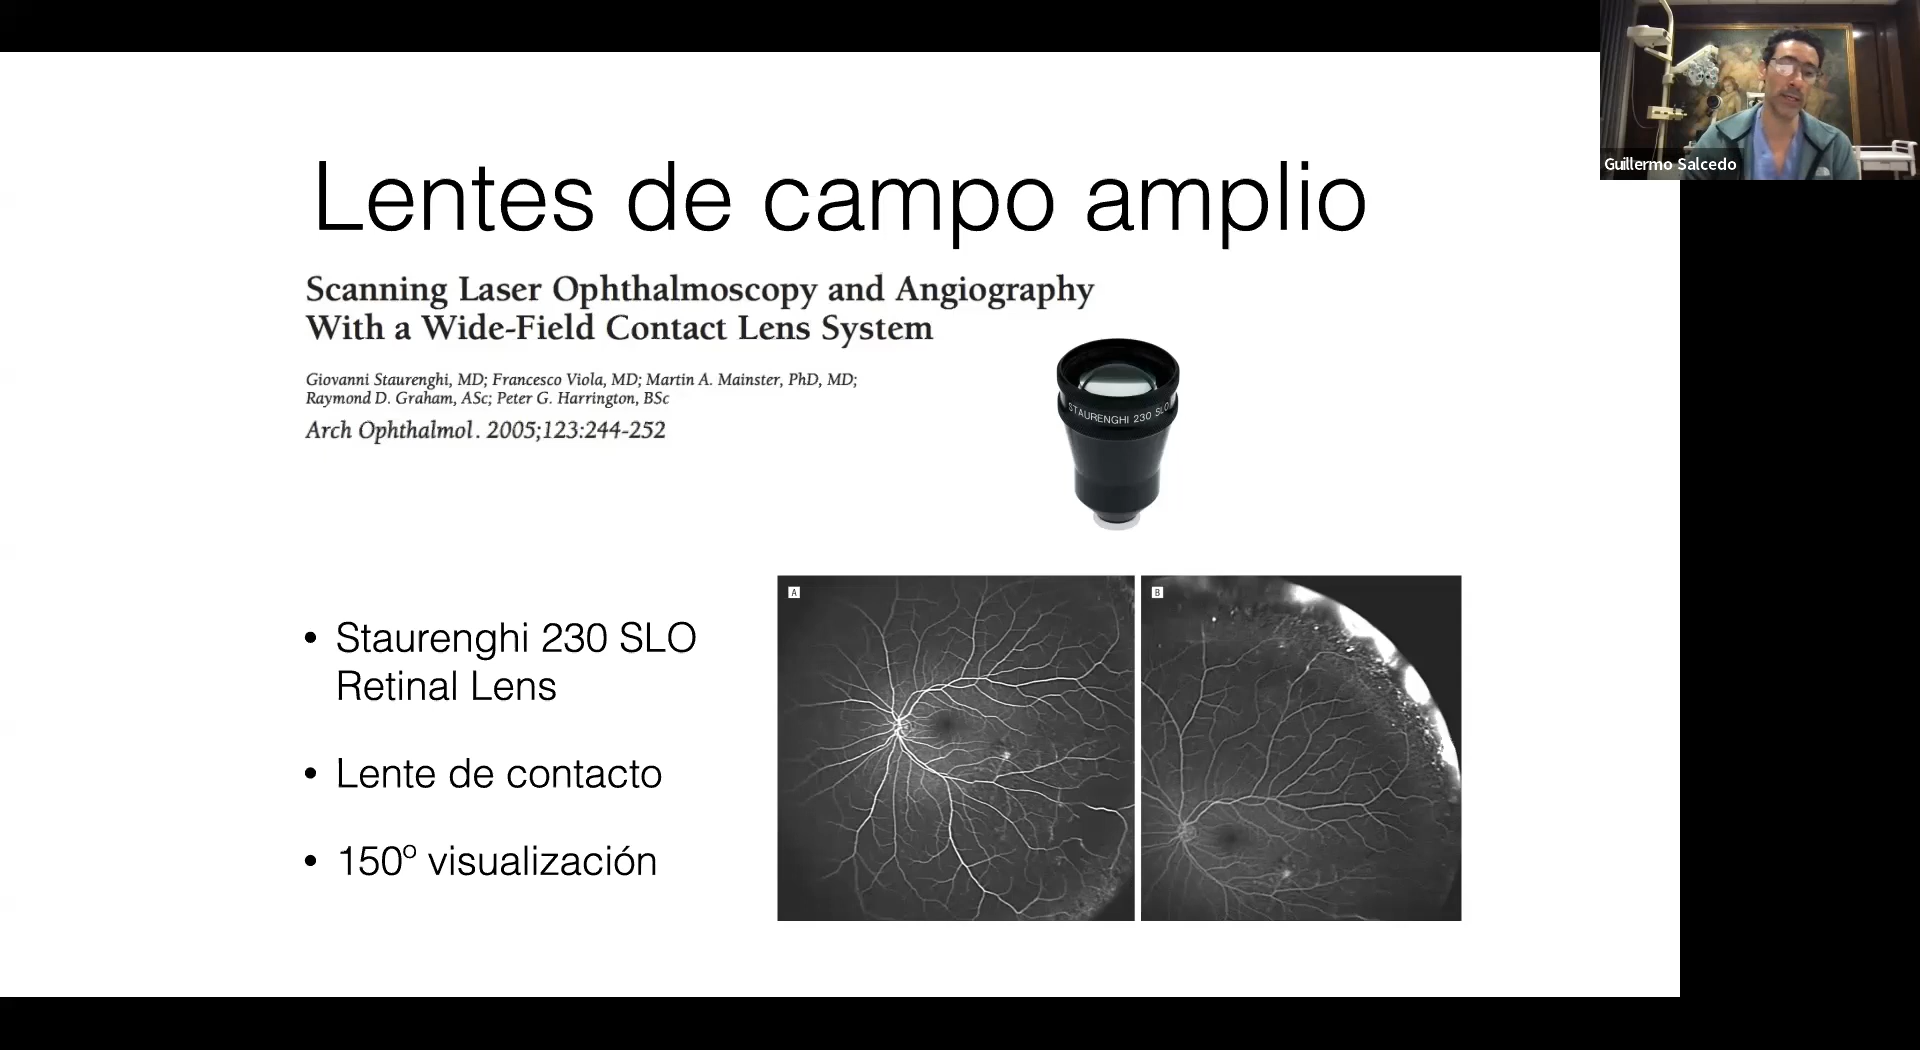 Guillermo Salcedo
Lentes de campo amplio
Scanning Laser Ophthalmoscopy and Angiography
With a Wide-Field Contact Lens System
Giovanni Staurenghi, MD; Francesco Viola, MD; Martin A. Mainster, PhD, MD;
Raymond D. Graham, ASc; Peter G. Harrington, BSc
Arch Ophthalmol. 2005;123:244-252
STAURENGHI 230 SLO
A
B
• Staurenghi 230 SLO
Retinal Lens
• Lente de contacto
• 150º visualización